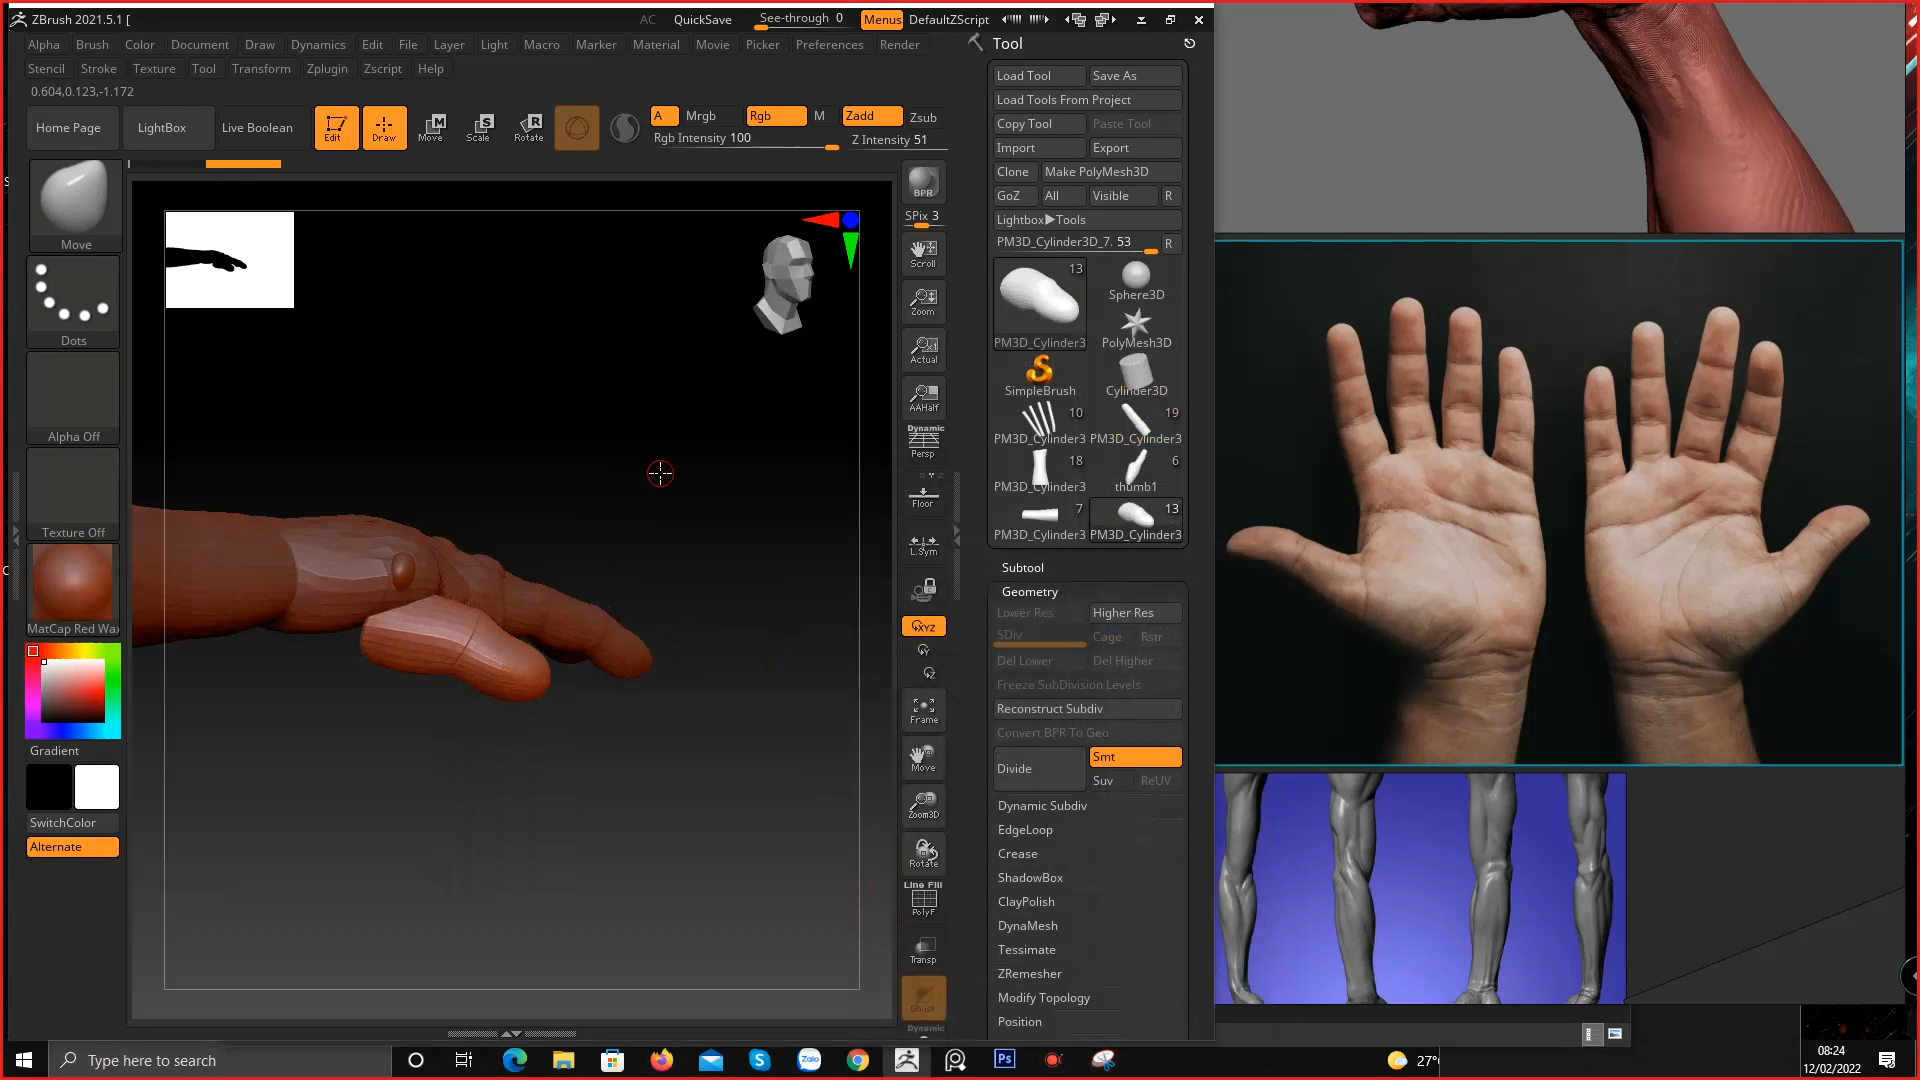 ZBrush 2021.5.1 [
AC
QuickSave
See-through 0
Menus
DefaultZScript
Alpha Brush Color Document Draw Dynamics Edit File Layer Light Macro Marker Material Movie Picker Preferences Render
Stencil Stroke Texture Tool Transform Zplugin Zscript Help
0.604,0.123,-1.172
Home Page
LightBox
Live Boolean
Edit
Draw
Move
Scale
Rotate
A
Mrgb
Rgb
M
Zadd
Zsub
Rgb Intensity 100
Z Intensity 51
Move
Dots
Alpha Off
Texture Off
MatCap Red Wax
Gradient
SwitchColor
Alternate
BPR
SPix 3
Scroll
Zoom
Actual
AAHalf
Dynamic
Persp
Floor
L.Sym
XYZ
Frame
Move
Zoom3D
Rotate
Line Fill
PolyF
Transp
Ghost
Dynamic
Tool
Load Tool
Save As
Load Tools From Project
Copy Tool
Paste Tool
Import
Export
Clone
Make PolyMesh3D
GoZ
All
Visible
R
Lightbox▶Tools
PM3D_Cylinder3D_7. 53
R
13
Sphere3D
PM3D_Cylinder3
PolyMesh3D
SimpleBrush
Cylinder3D
10
19
PM3D_Cylinder3
PM3D_Cylinder3
18
6
PM3D_Cylinder3
thumb1
7
13
PM3D_Cylinder3
PM3D_Cylinder3
Subtool
Geometry
Lower Res
Higher Res
SDiv
Cage
Rstr
Del Lower
Del Higher
Freeze SubDivision Levels
Reconstruct Subdiv
Convert BPR To Geo
Divide
Smt
Suv
ReUV
Dynamic Subdiv
EdgeLoop
Crease
ShadowBox
ClayPolish
DynaMesh
Tessimate
ZRemesher
Modify Topology
Position
Type here to search
Zalo
Ps
27°
08:24
12/02/2022